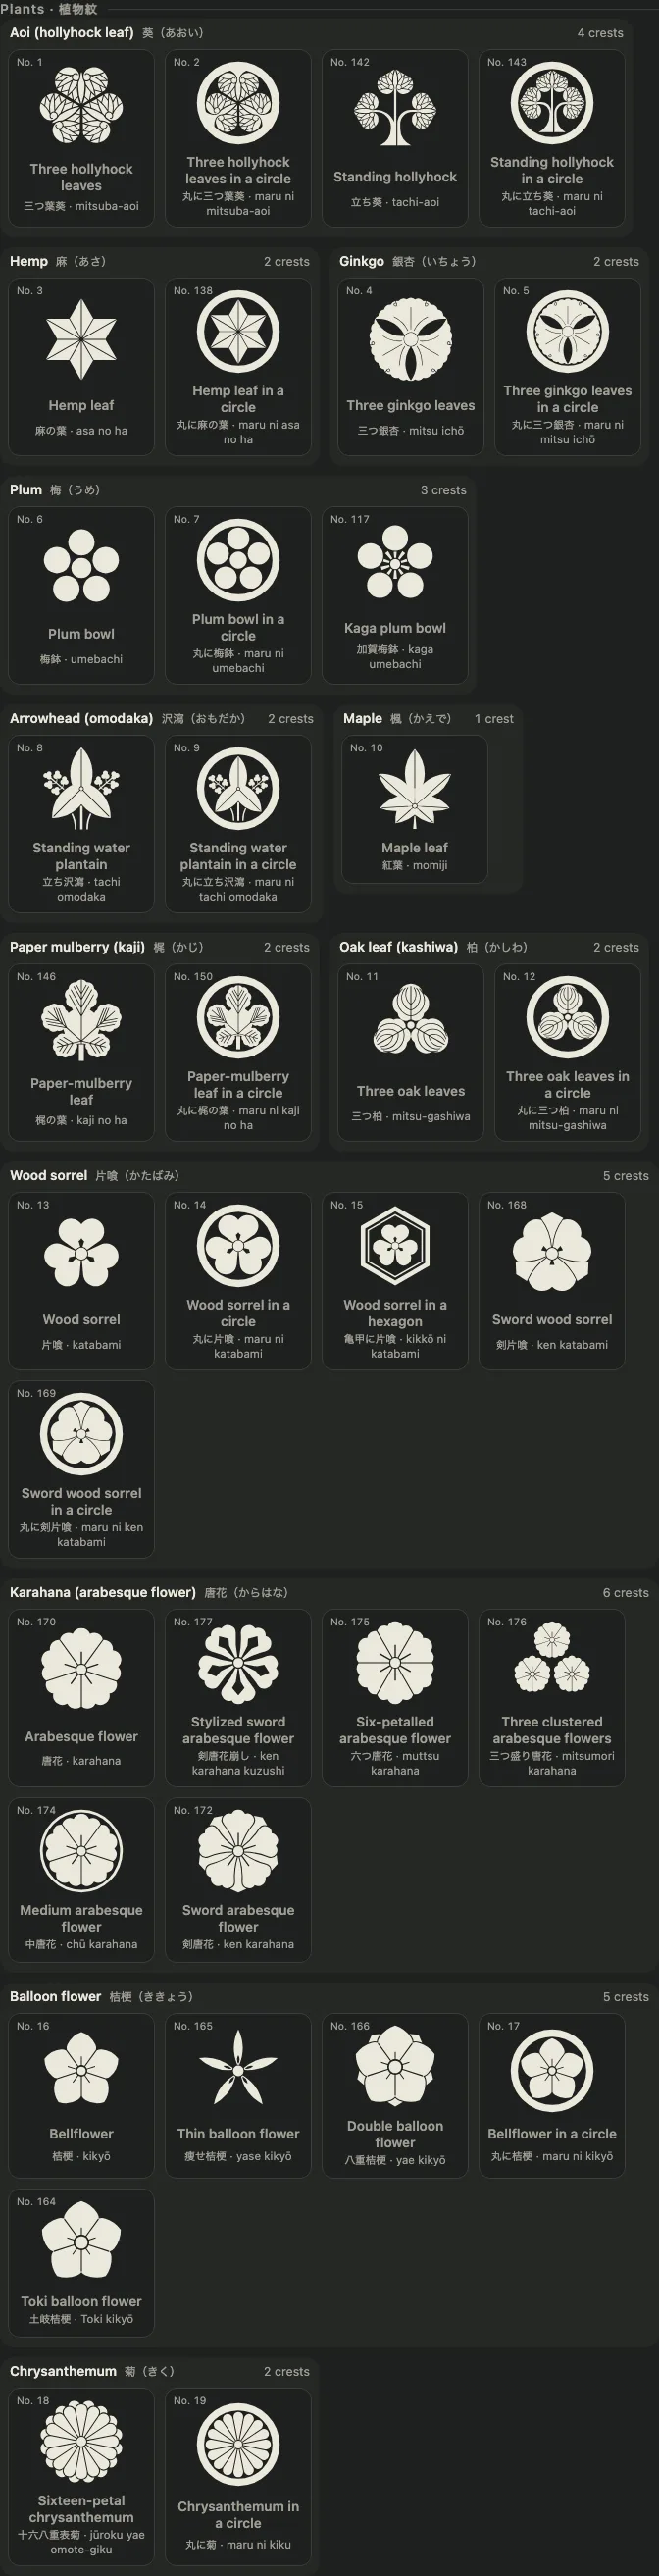 Plants · 植物紋
Aoi (hollyhock leaf) 葵（あおい） 4 crests
No. 1
Three hollyhock
leaves
三つ葉葵 · mitsuba-aoi
No. 2
Three hollyhock
leaves in a circle
丸に三つ葉葵 · maru ni
mitsuba-aoi
No. 142
Standing hollyhock
立ち葵 · tachi-aoi
No. 143
Standing hollyhock
in a circle
丸に立ち葵 · maru ni
tachi-aoi
Hemp 麻（あさ） 2 crests
No. 3
Hemp leaf
麻の葉 · asa no ha
No. 138
Hemp leaf in a
circle
丸に麻の葉 · maru ni asa
no ha
Ginkgo 銀杏（いちょう） 2 crests
No. 4
Three ginkgo leaves
三つ銀杏 · mitsu ichō
No. 5
Three ginkgo leaves
in a circle
丸に三つ銀杏 · maru ni
mitsu ichō
Plum 梅（うめ） 3 crests
No. 6
Plum bowl
梅鉢 · umebachi
No. 7
Plum bowl in a
circle
丸に梅鉢 · maru ni
umebachi
No. 117
Kaga plum bowl
加賀梅鉢 · kaga
umebachi
Arrowhead (omodaka) 沢瀉（おもだか） 2 crests
No. 8
Standing water
plantain
立ち沢瀉 · tachi
omodaka
No. 9
Standing water
plantain in a circle
丸に立ち沢瀉 · maru ni
tachi omodaka
Maple 楓（かえで） 1 crest
No. 10
Maple leaf
紅葉 · momiji
Paper mulberry (kaji) 梶（かじ） 2 crests
No. 146
Paper-mulberry
leaf
梶の葉 · kaji no ha
No. 150
Paper-mulberry
leaf in a circle
丸に梶の葉 · maru ni kaji
no ha
Oak leaf (kashiwa) 柏（かしわ） 2 crests
No. 11
Three oak leaves
三つ柏 · mitsu-gashiwa
No. 12
Three oak leaves in
a circle
丸に三つ柏 · maru ni
mitsu-gashiwa
Wood sorrel 片喰（かたばみ） 5 crests
No. 13
Wood sorrel
片喰 · katabami
No. 14
Wood sorrel in a
circle
丸に片喰 · maru ni
katabami
No. 15
Wood sorrel in a
hexagon
亀甲に片喰 · kikkō ni
katabami
No. 168
Sword wood sorrel
剣片喰 · ken katabami
No. 169
Sword wood sorrel
in a circle
丸に剣片喰 · maru ni ken
katabami
Karahana (arabesque flower) 唐花（からはな） 6 crests
No. 170
Arabesque flower
唐花 · karahana
No. 177
Stylized sword
arabesque flower
剣唐花崩し · ken
karahana kuzushi
No. 175
Six-petalled
arabesque flower
六つ唐花 · muttsu
karahana
No. 176
Three clustered
arabesque flowers
三つ盛り唐花 · mitsumori
karahana
No. 174
Medium arabesque
flower
中唐花 · chū karahana
No. 172
Sword arabesque
flower
剣唐花 · ken karahana
Balloon flower 桔梗（ききょう） 5 crests
No. 16
Bellflower
桔梗 · kikyō
No. 165
Thin balloon flower
痩せ桔梗 · yase kikyō
No. 166
Double balloon
flower
八重桔梗 · yae kikyō
No. 17
Bellflower in a circle
丸に桔梗 · maru ni kikyō
No. 164
Toki balloon flower
土岐桔梗 · Toki kikyō
Chrysanthemum 菊（きく） 2 crests
No. 18
Sixteen-petal
chrysanthemum
十六八重表菊 · jūroku yae
omote-giku
No. 19
Chrysanthemum in
a circle
丸に菊 · maru ni kiku